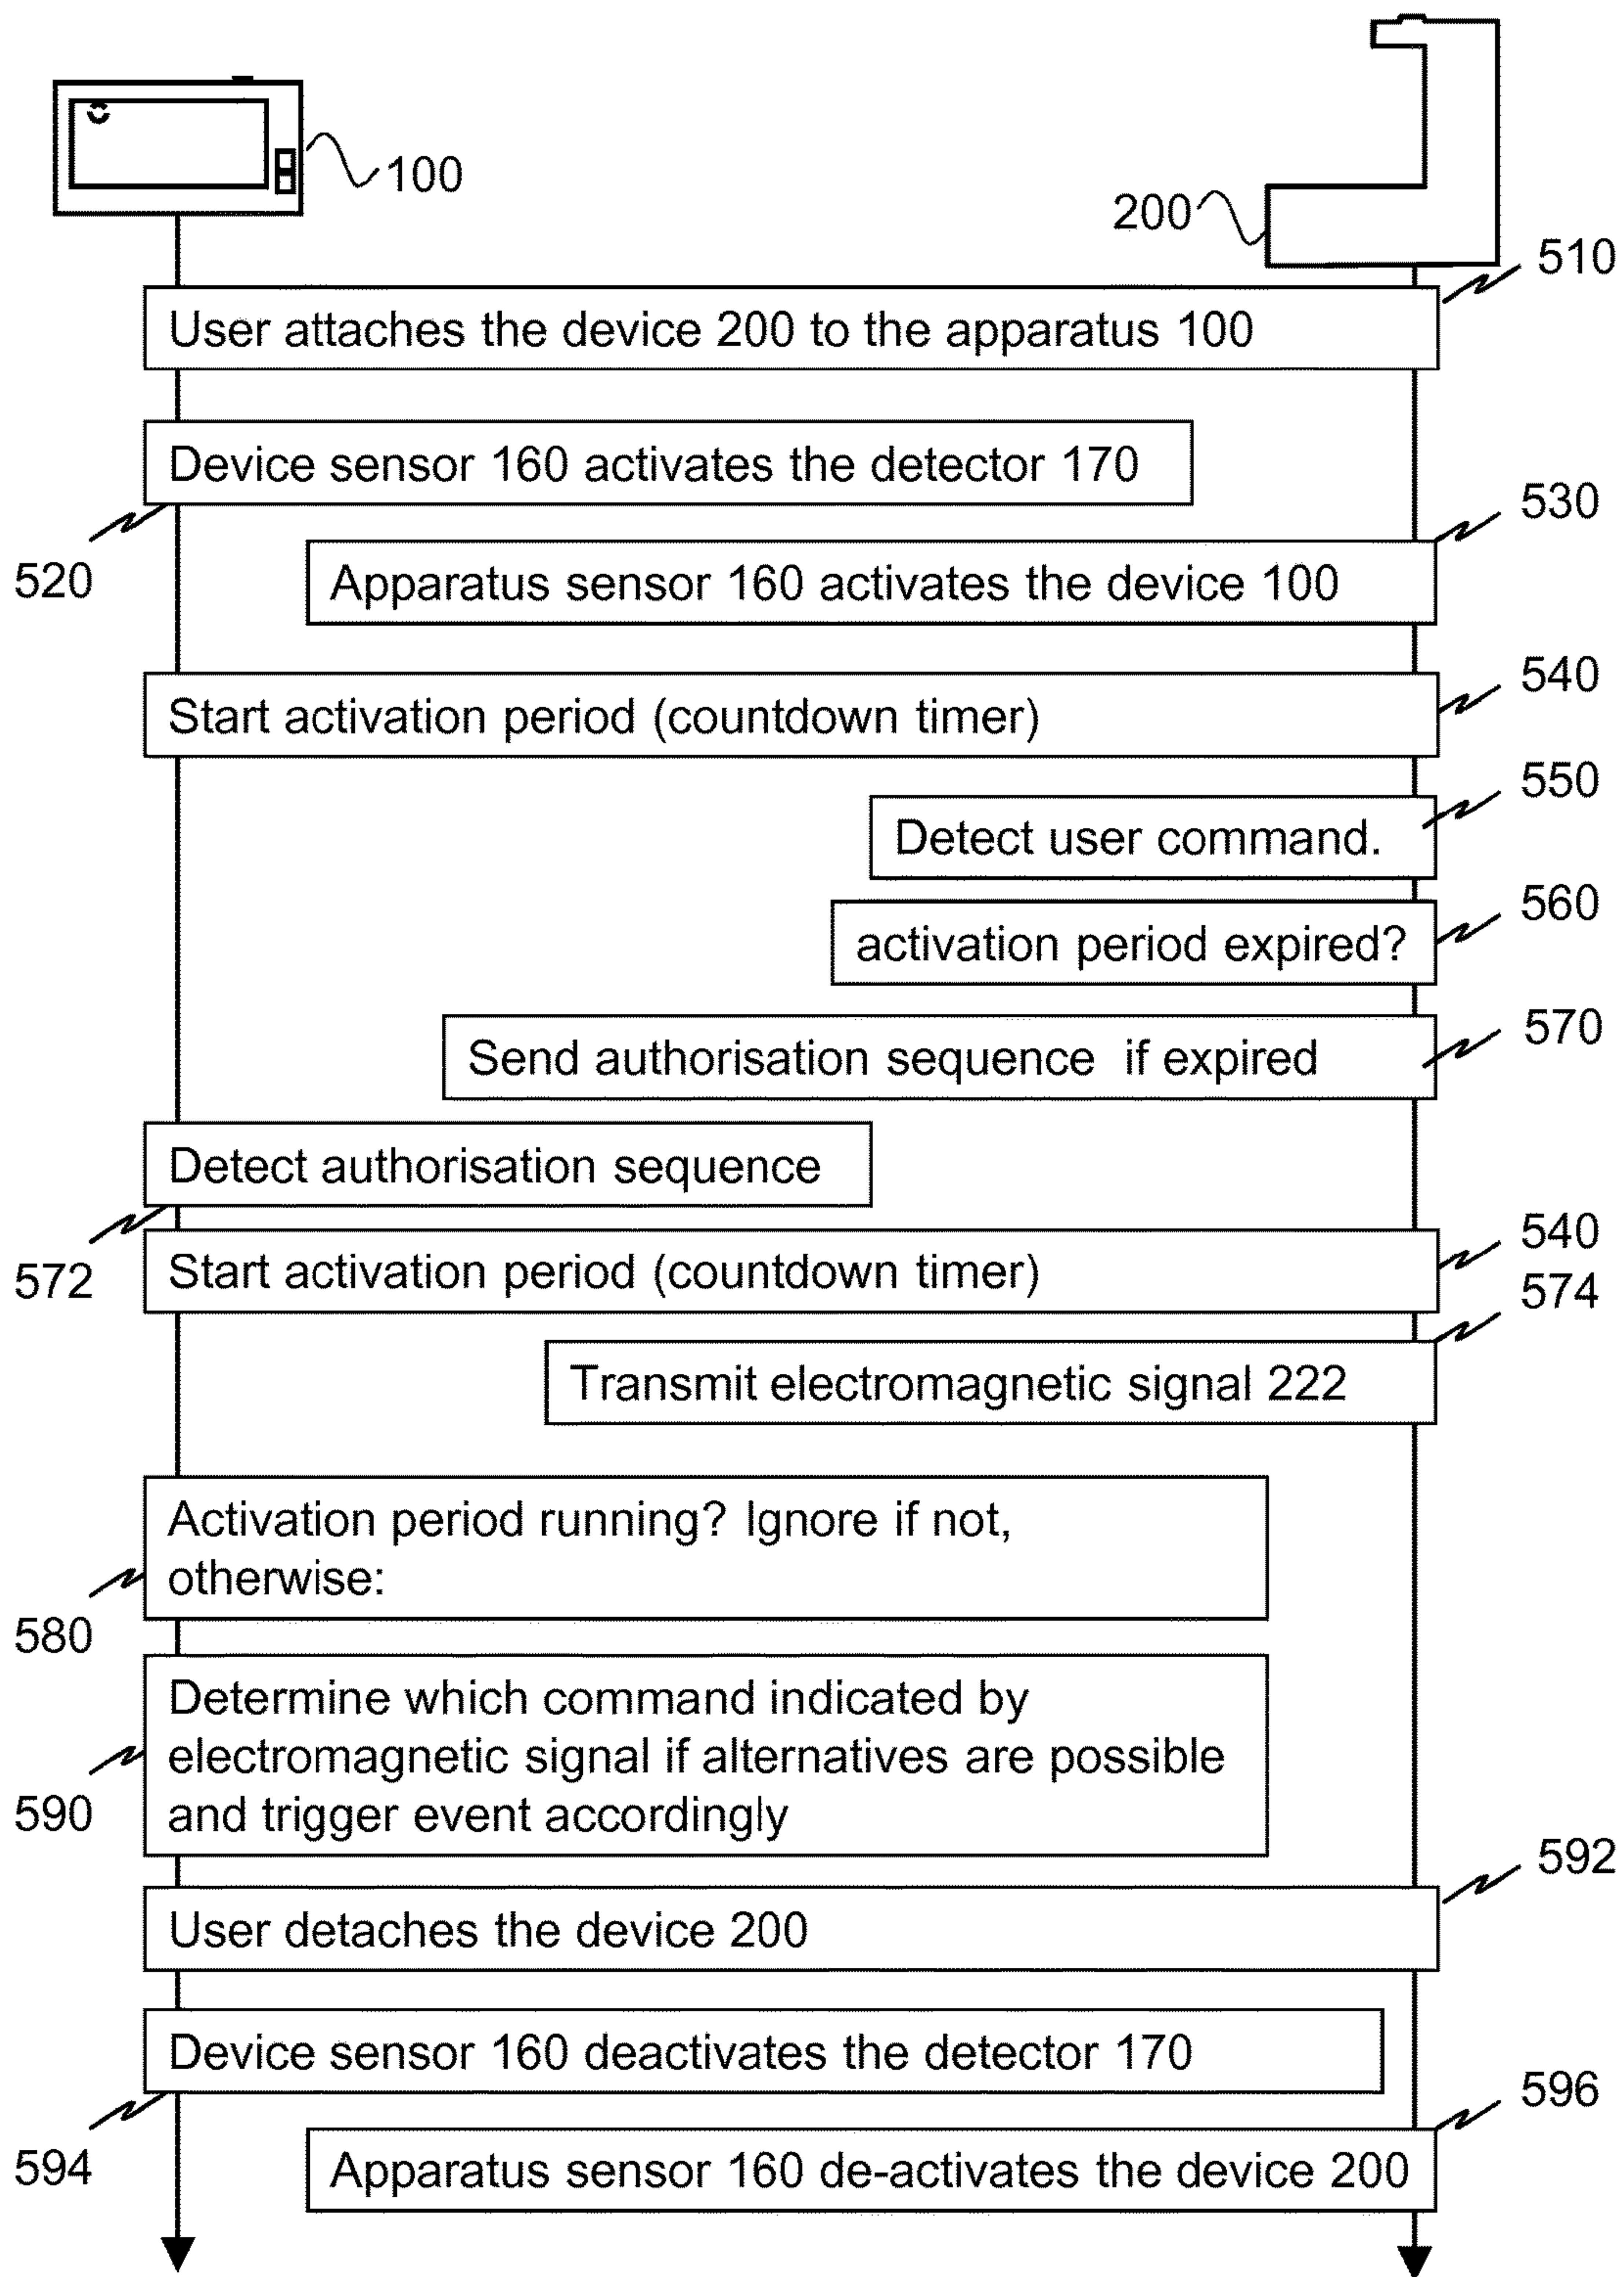 100
200
510
User attaches the device 200 to the apparatus 100
Device sensor 160 activates the detector 170
520
530
Apparatus sensor 160 activates the device 100
540
Start activation period (countdown timer)
550
Detect user command.
560
activation period expired?
570
Send authorisation sequence if expired
Detect authorisation sequence
572
540
Start activation period (countdown timer)
574
Transmit electromagnetic signal 222
Activation period running? Ignore if not,
otherwise:
580
Determine which command indicated by
electromagnetic signal if alternatives are possible
and trigger event accordingly
590
592
User detaches the device 200
Device sensor 160 deactivates the detector 170
594
596
Apparatus sensor 160 de-activates the device 200